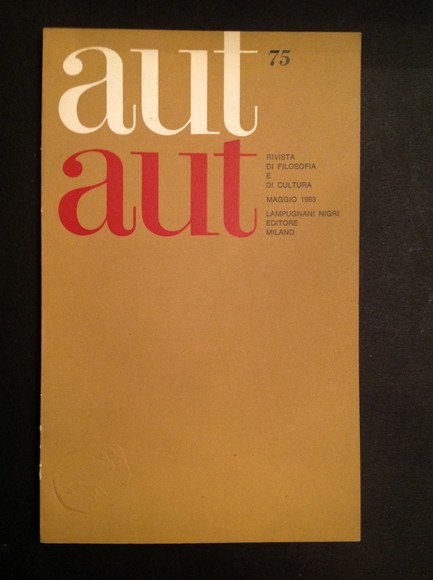 aut
75
aut
RIVISTA
DI FILOSOFIA
E
DI CULTURA
MAGGIO 1963
LAMPUGNANI NIGRI
EDITORE
MILANO